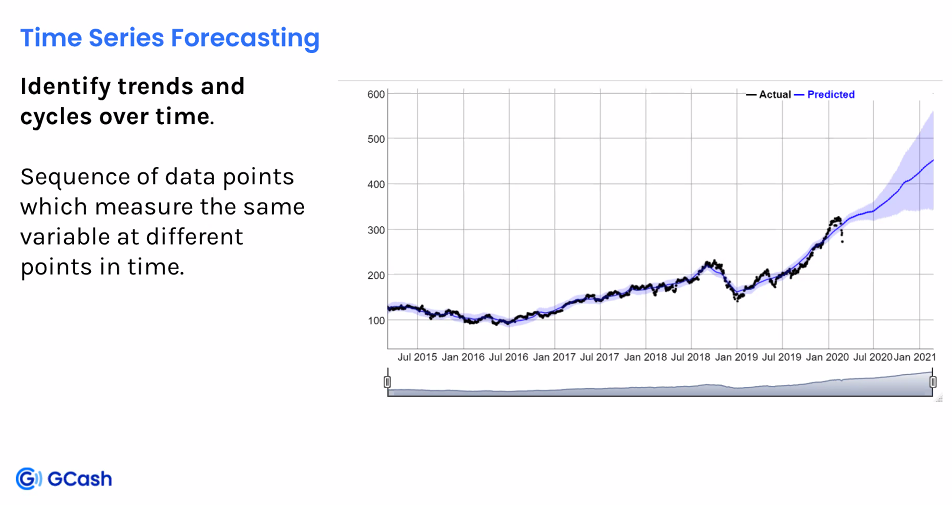 Time Series Forecasting
Identify trends and
cycles over time.
Sequence of data points
which measure the same
variable at different
points in time.
Actual Predicted
600
500
400
300
200
100
Jul 2015 Jan 2016 Jul 2016 Jan 2017 Jul 2017 Jan 2018 Jul 2018 Jan 2019 Jul 2019 Jan 2020 Jul 2020 Jan 2021
GCash